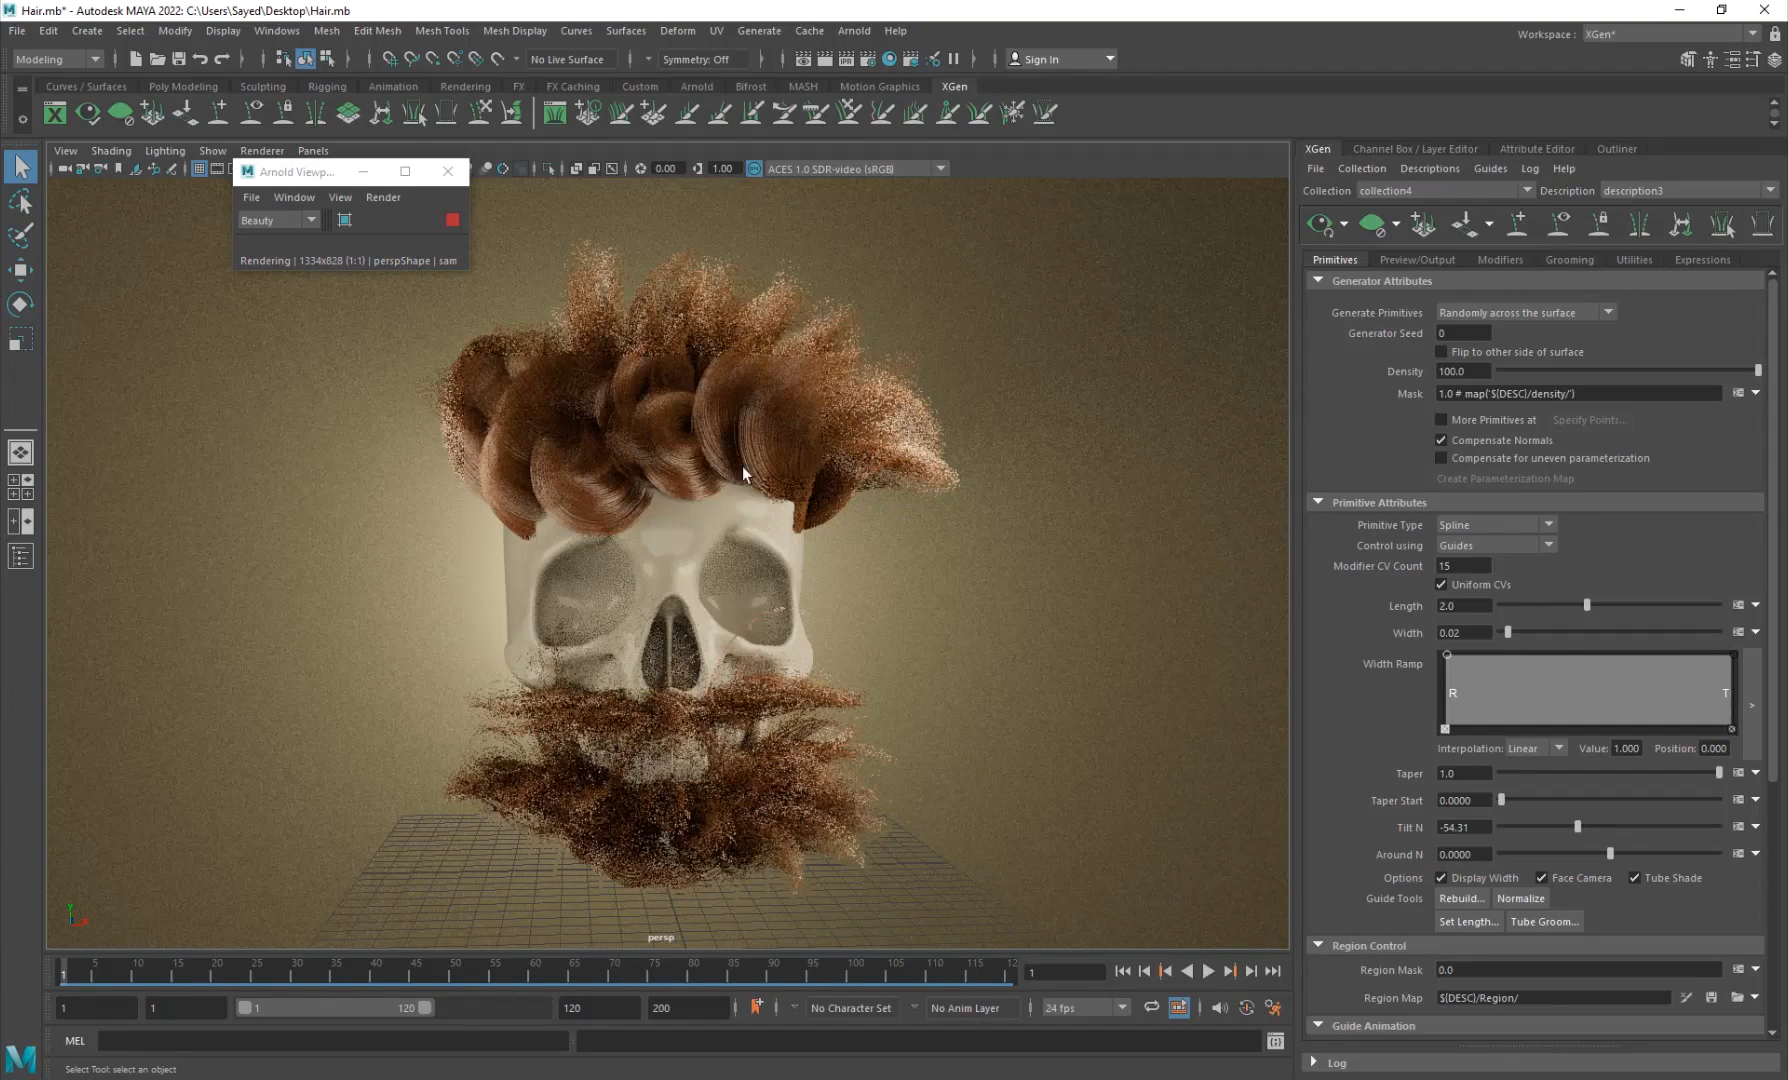 Hair.mb* - Autodesk MAYA 2022: C:\Users\Sayed\Desktop\Hair.mb
File Edit Create Select Modify Display Windows Mesh Edit Mesh Mesh Tools Mesh Display Curves Surfaces Deform UV Generate Cache Arnold Help
Workspace : XGen*
Modeling No Live Surface Symmetry: Off Sign In
Curves / Surfaces Poly Modeling Sculpting Rigging Animation Rendering FX FX Caching Custom Arnold Bifrost MASH Motion Graphics XGen
View Shading Lighting Show Renderer Panels
0.00 1.00 ACES 1.0 SDR-video (sRGB)
Arnold Viewp...
File Window View Render
Beauty
Rendering | 1334x828 (1:1) | perspShape | sam
persp
XGen Channel Box / Layer Editor Attribute Editor Outliner
File Collection Descriptions Guides Log Help
Collection collection4 Description description3
Primitives Preview/Output Modifiers Grooming Utilities Expressions
Generator Attributes
Generate Primitives Randomly across the surface
Generator Seed 0
Flip to other side of surface
Density 100.0
Mask 1.0 # map('${DESC}/density/')
More Primitives at Specify Points...
Compensate Normals
Compensate for uneven parameterization
Create Parameterization Map
Primitive Attributes
Primitive Type Spline
Control using Guides
Modifier CV Count 15
Uniform CVs
Length 2.0
Width 0.02
Width Ramp
R T
>
Interpolation: Linear Value: 1.000 Position: 0.000
Taper 1.0
Taper Start 0.0000
Tilt N -54.31
Around N 0.0000
Options Display Width Face Camera Tube Shade
Guide Tools Rebuild... Normalize
Set Length... Tube Groom...
Region Control
Region Mask 0.0
Region Map ${DESC}/Region/
Guide Animation
Log
1 5 10 15 20 25 30 35 40 45 50 55 60 65 70 75 80 85 90 95 100 105 110 115 12
1
1 1 1 120 120 200 No Character Set No Anim Layer 24 fps
MEL
Select Tool: select an object